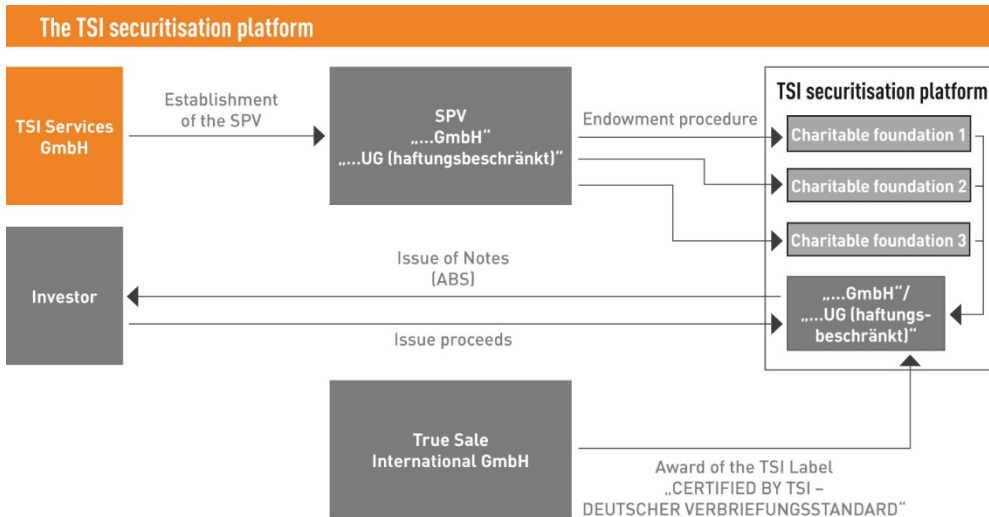 The TSI securitisation platform
TSI Services
GmbH
Establishment
of the SPV
SPV
„...GmbH“
„...UG (haftungsbeschränkt)“
Endowment procedure
TSI securitisation platform
Charitable foundation 1
Charitable foundation 2
Charitable foundation 3
Investor
Issue of Notes
(ABS)
Issue proceeds
„...GmbH“/
„...UG (haftungs-
beschränkt)“
True Sale
International GmbH
Award of the TSI Label
„CERTIFIED BY TSI –
DEUTSCHER VERBRIEFUNGSSTANDARD“